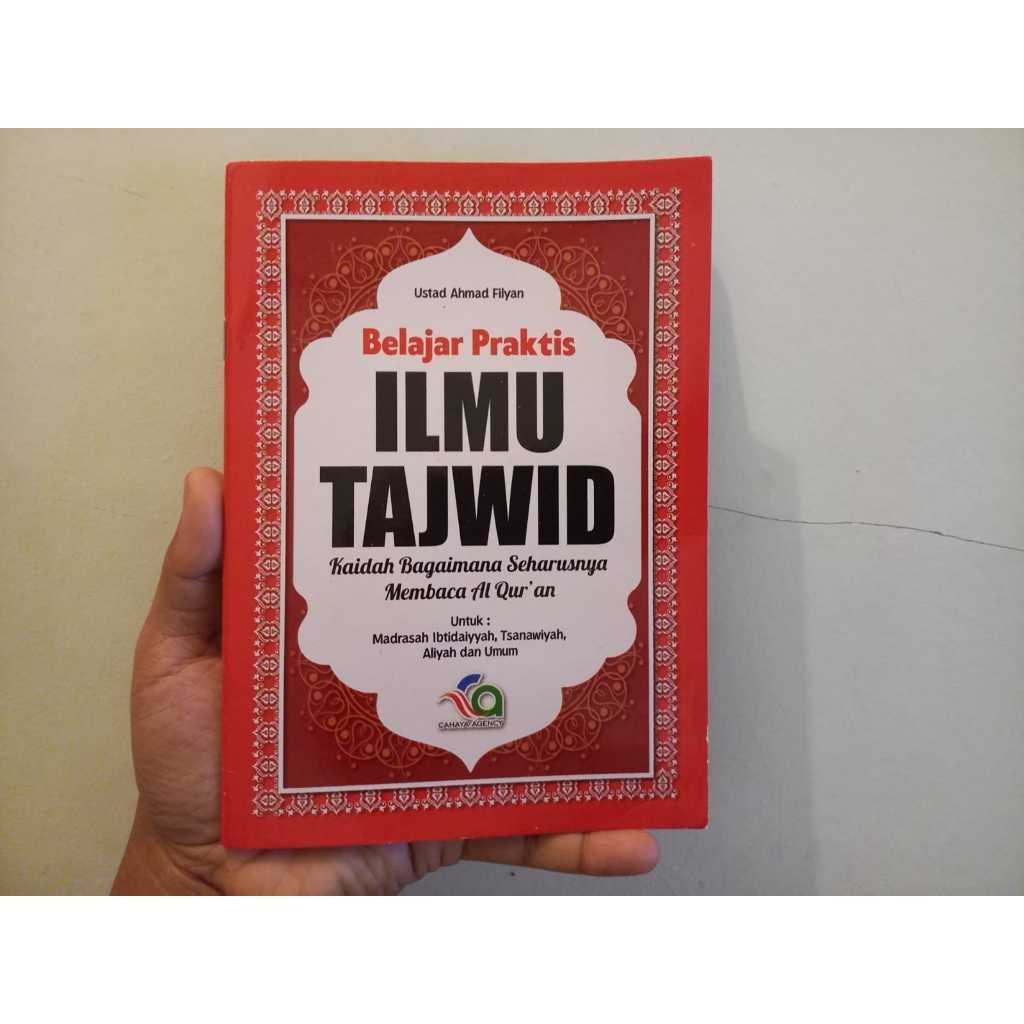 Ustad Ahmad Filyan
Belajar Praktis
ILMU
TAJWID
Kaidah Bagaimana Seharusnya
Membaca Al Qur'an
Untuk :
Madrasah Ibtidaiyyah, Tsanawiyah,
Aliyah dan Umum
CAHAYA AGENCY